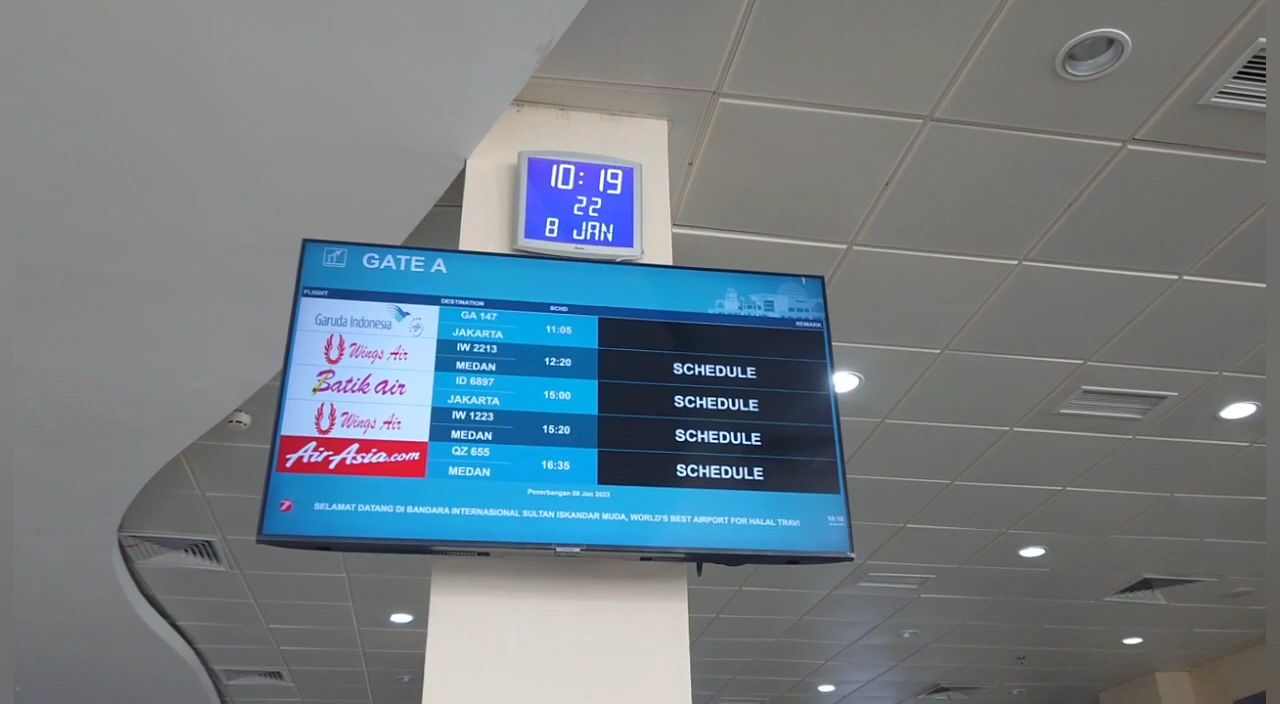 10:19
22
8 JAN
GATE A
FLIGHT DESTINATION SCHD REMARK
Garuda Indonesia GA 147 JAKARTA 11:05
Wings Air IW 2213 MEDAN 12:20 SCHEDULE
Batik air ID 6897 JAKARTA 15:00 SCHEDULE
Wings Air IW 1223 MEDAN 15:20 SCHEDULE
AirAsia.com QZ 655 MEDAN 16:35 SCHEDULE
Penerbangan 08 Jan 2023
SELAMAT DATANG DI BANDARA INTERNASIONAL SULTAN ISKANDAR MUDA, WORLD'S BEST AIRPORT FOR HALAL TRAV